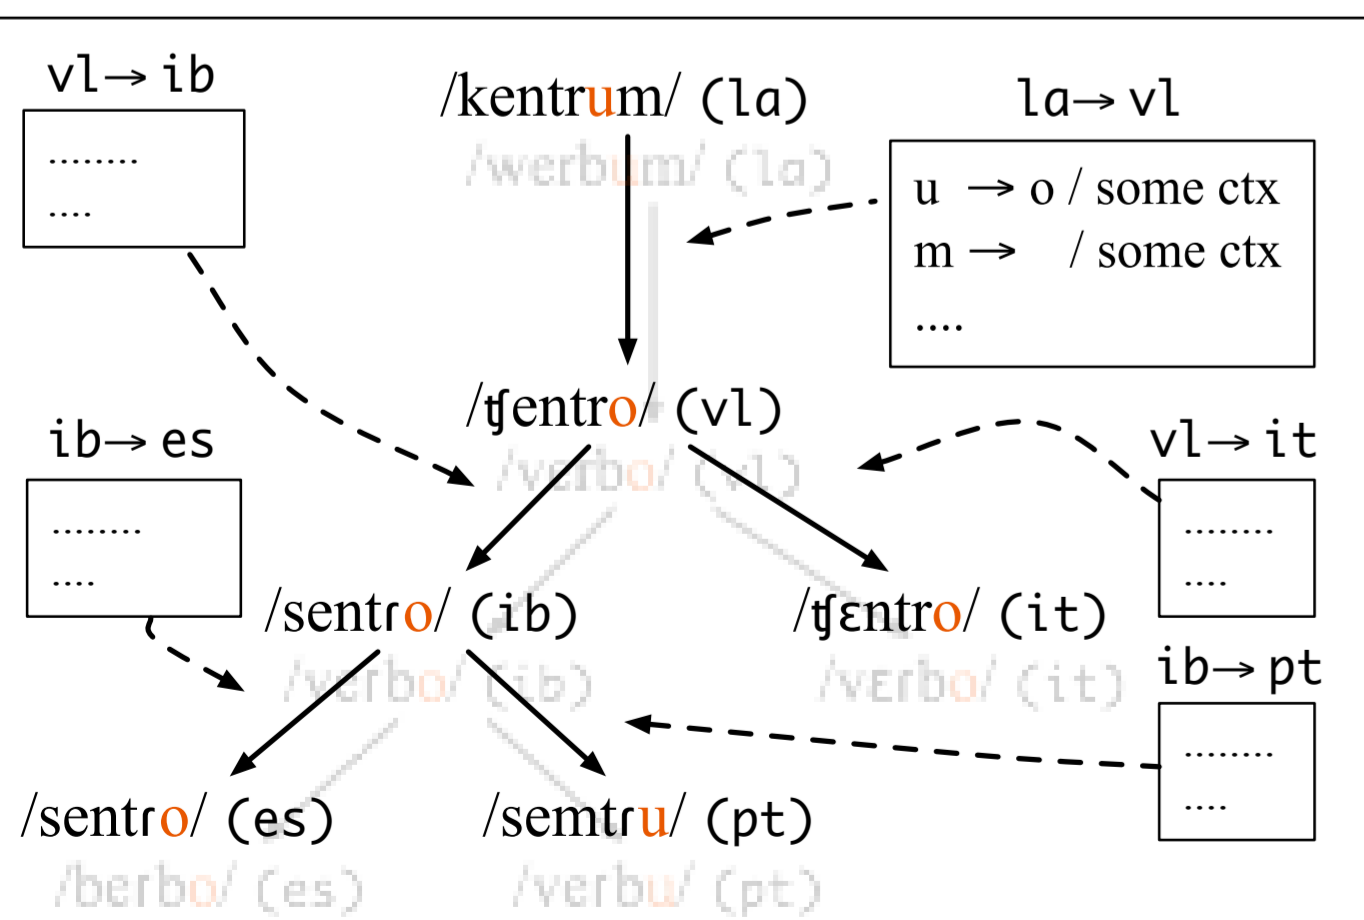 vl→ ib
........
....
/kentrum/ (la)
/werbum/ (la)
la→ vl
u → o / some ctx
m → / some ctx
....
/ʧentro/ (vl)
/verbo/ (vl)
ib→ es
........
....
vl→ it
........
....
/sentɾo/ (ib)
/verbo/ (ib)
/ʧɛntro/ (it)
/vɛrbo/ (it)
ib→ pt
........
....
/sentɾo/ (es)
/berbo/ (es)
/semtɾu/ (pt)
/verbu/ (pt)